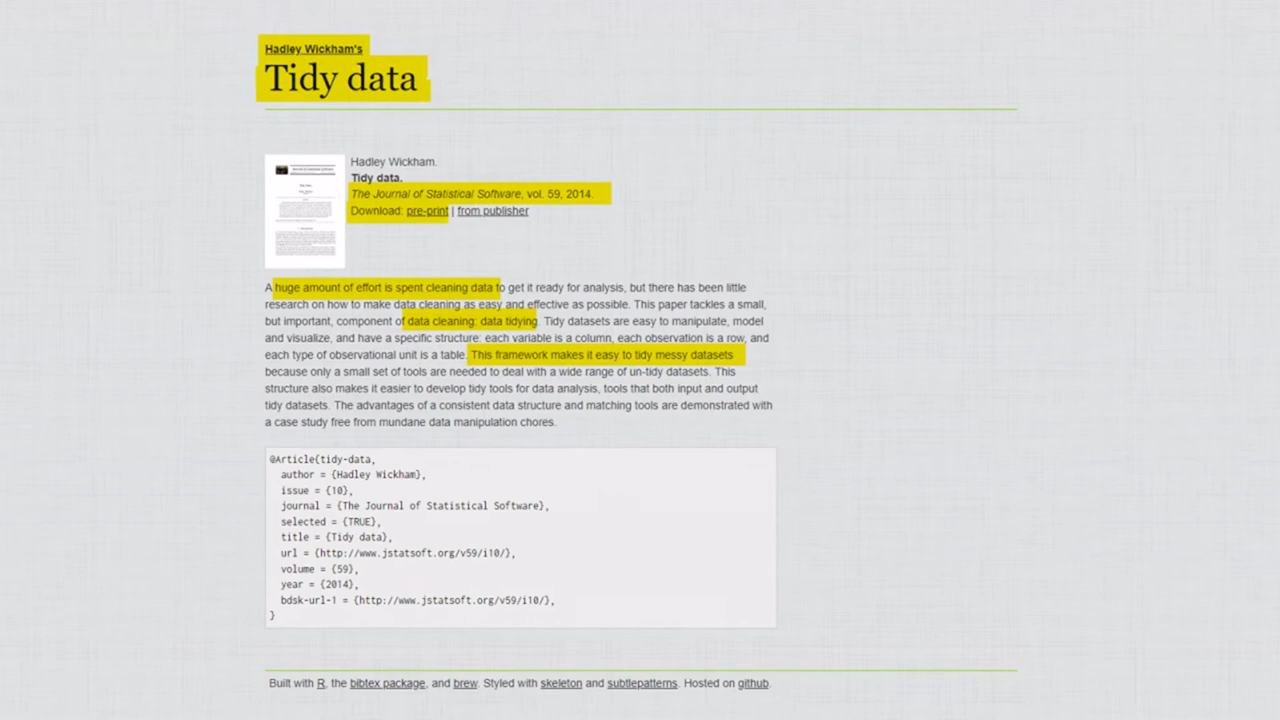 Hadley Wickham's
Tidy data
Hadley Wickham.
Tidy data.
The Journal of Statistical Software, vol. 59, 2014.
Download: pre-print | from publisher
A huge amount of effort is spent cleaning data to get it ready for analysis, but there has been little
research on how to make data cleaning as easy and effective as possible. This paper tackles a small,
but important, component of data cleaning: data tidying. Tidy datasets are easy to manipulate, model
and visualize, and have a specific structure: each variable is a column, each observation is a row, and
each type of observational unit is a table. This framework makes it easy to tidy messy datasets
because only a small set of tools are needed to deal with a wide range of un-tidy datasets. This
structure also makes it easier to develop tidy tools for data analysis, tools that both input and output
tidy datasets. The advantages of a consistent data structure and matching tools are demonstrated with
a case study free from mundane data manipulation chores.
@Article{tidy-data,
author = {Hadley Wickham},
issue = {10},
journal = {The Journal of Statistical Software},
selected = {TRUE},
title = {Tidy data},
url = {http://www.jstatsoft.org/v59/i10/},
volume = {59},
year = {2014},
bdsk-url-1 = {http://www.jstatsoft.org/v59/i10/},
}
Built with R, the bibtex package, and brew. Styled with skeleton and subtlepatterns. Hosted on github.